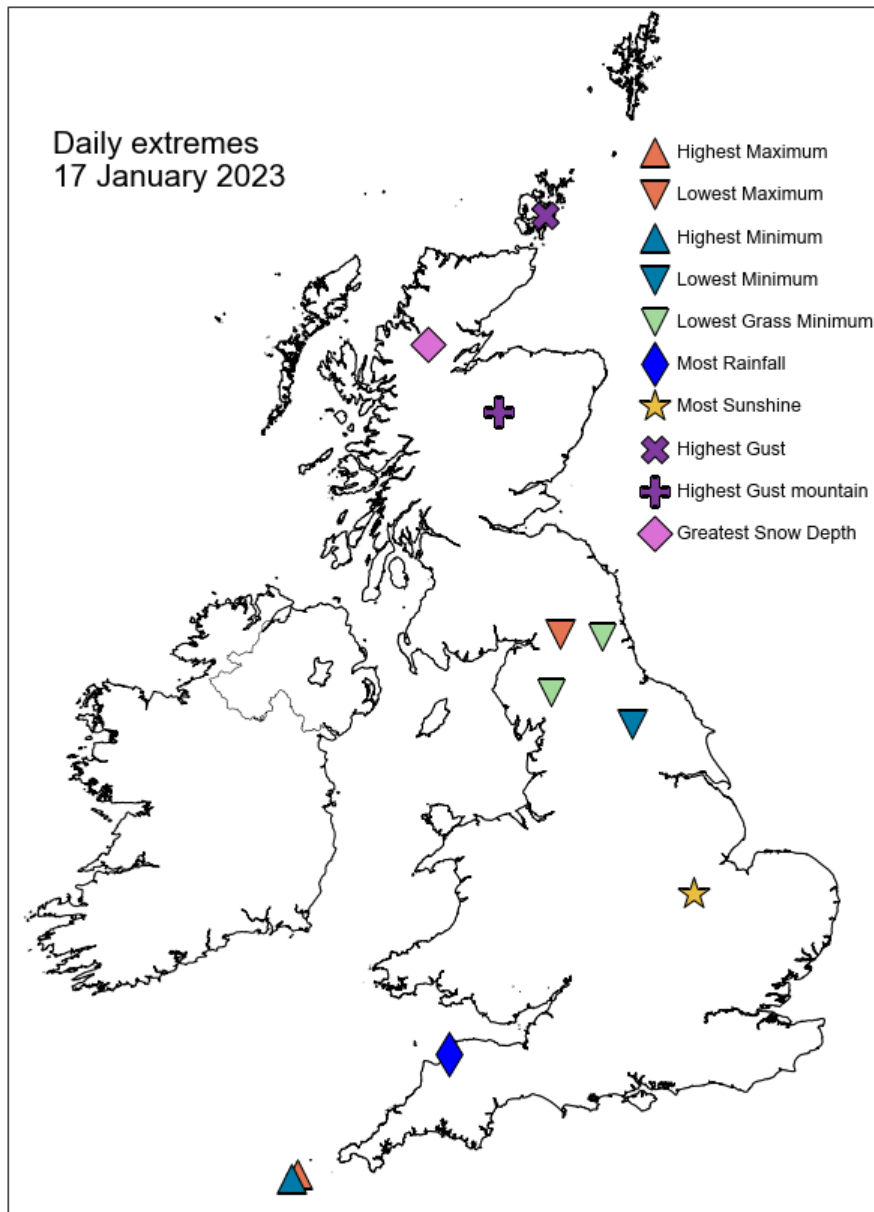 Daily extremes
17 January 2023
Highest Maximum
Lowest Maximum
Highest Minimum
Lowest Minimum
Lowest Grass Minimum
Most Rainfall
Most Sunshine
Highest Gust
Highest Gust mountain
Greatest Snow Depth